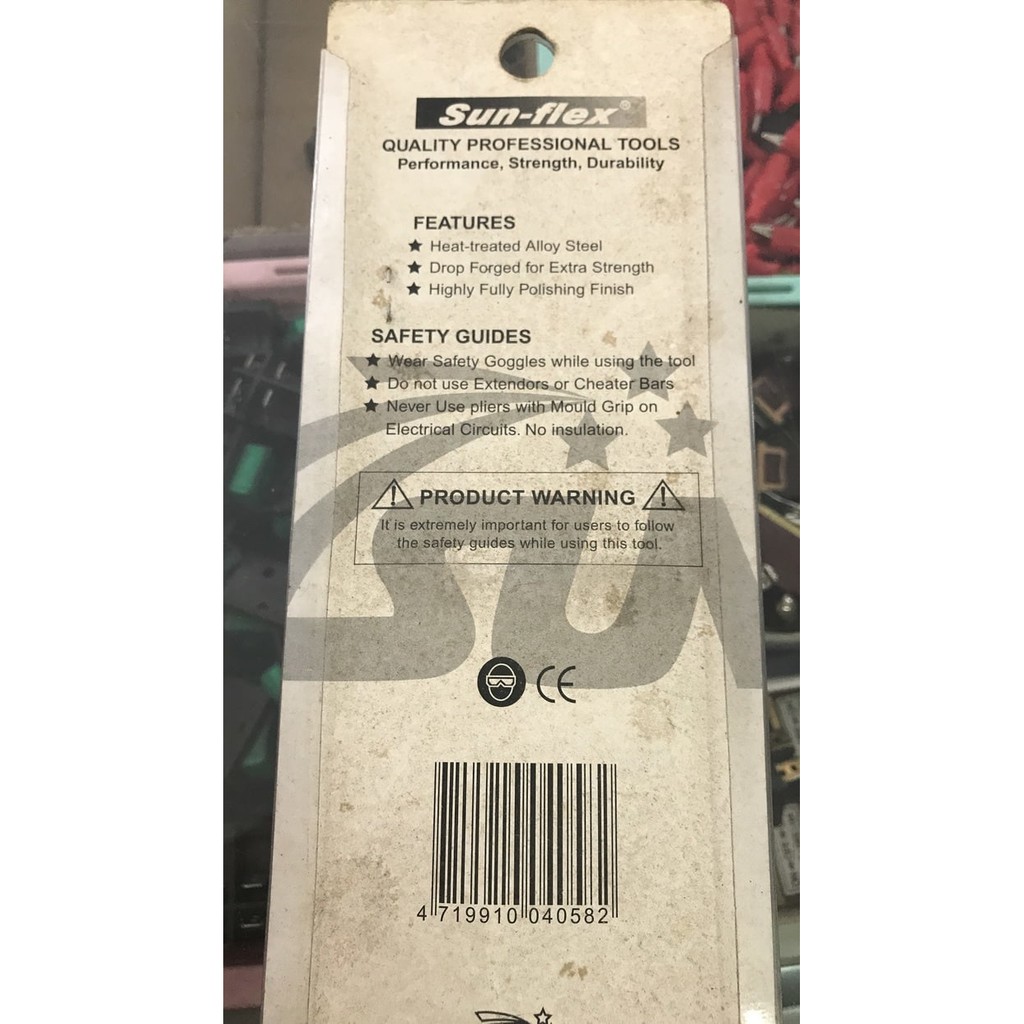 Sun-flex®
QUALITY PROFESSIONAL TOOLS
Performance, Strength, Durability
FEATURES
★ Heat-treated Alloy Steel
★ Drop Forged for Extra Strength
★ Highly Fully Polishing Finish
SAFETY GUIDES
★ Wear Safety Goggles while using the tool
★ Do not use Extendors or Cheater Bars
★ Never Use pliers with Mould Grip on
Electrical Circuits. No insulation.
PRODUCT WARNING
It is extremely important for users to follow
the safety guides while using this tool.
SUN
CE
4 719910 040582